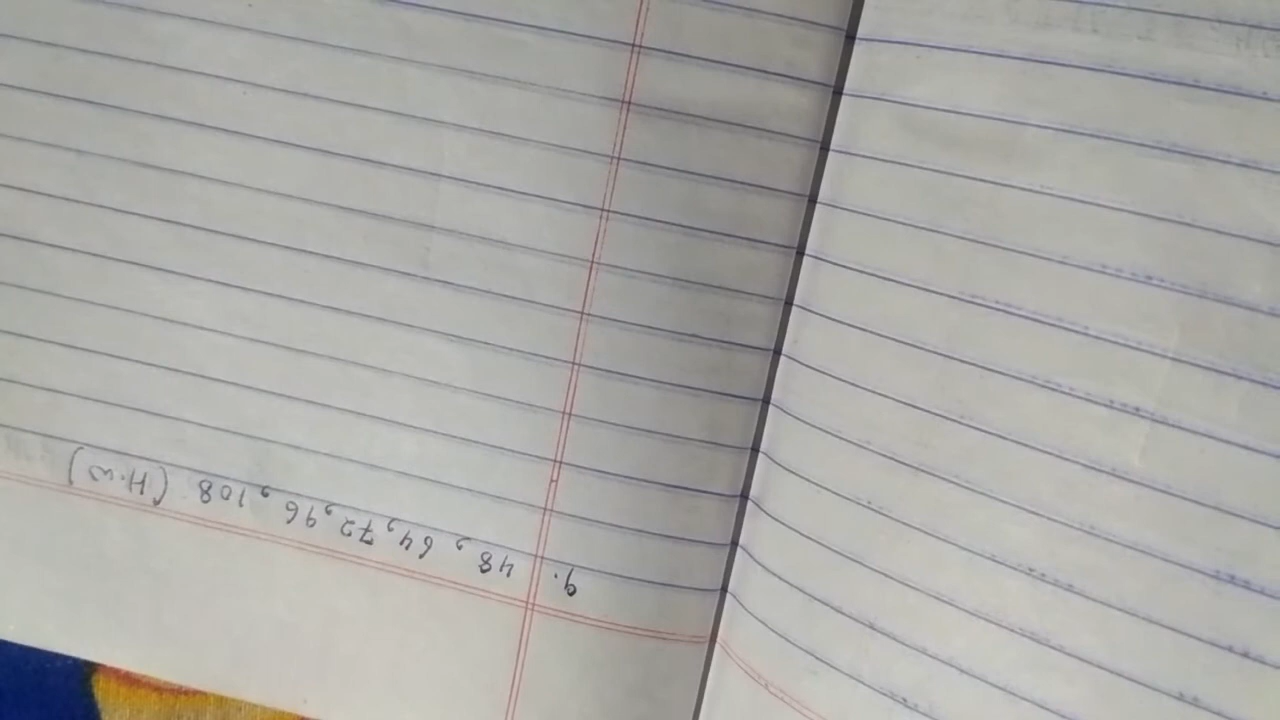 9. 48, 64, 72, 96, 108 (H.W)